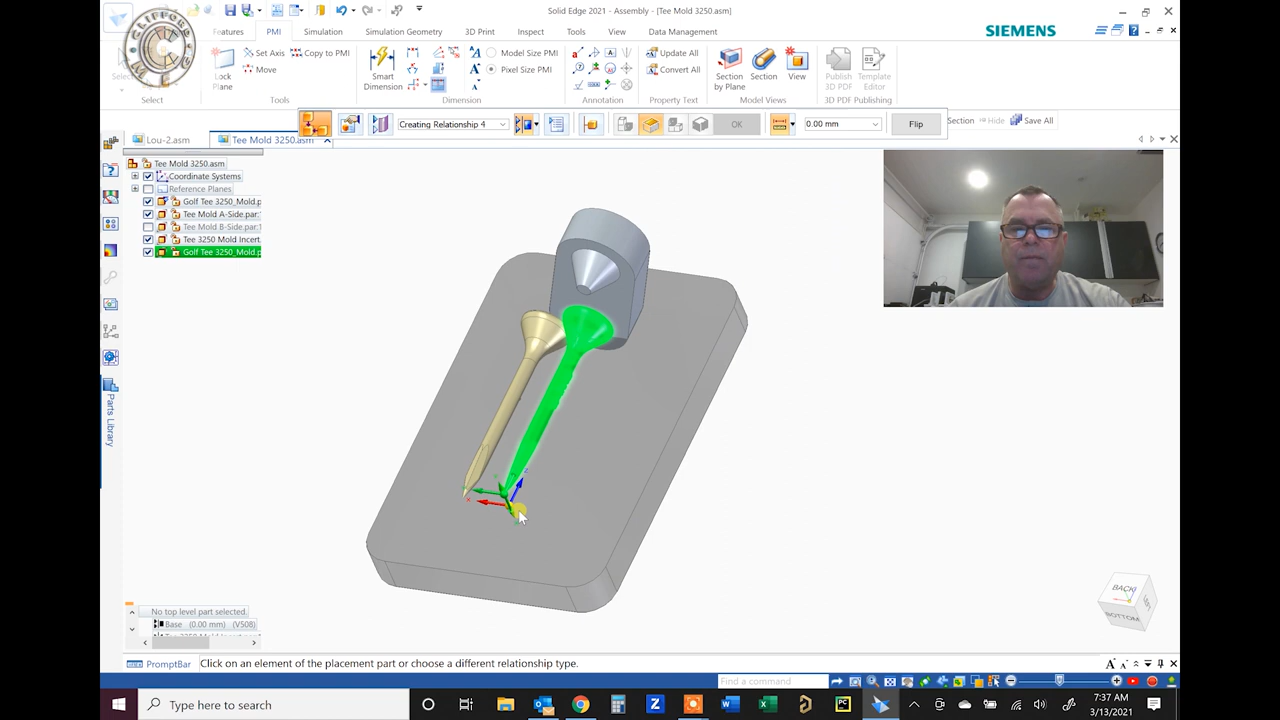 Solid Edge 2021 - Assembly - [Tee Mold 3250.asm]
Features
PMI
Simulation
Simulation Geometry
3D Print
Inspect
Tools
View
Data Management
SIEMENS
CLIFFORD
Select
Lock Plane
Set Axis
Move
Copy to PMI
Smart Dimension
Model Size PMI
Pixel Size PMI
Update All
Convert All
Section by Plane
Section
View
Publish 3D PDF
Template Editor
Select
Tools
Dimension
Annotation
Property Text
Model Views
3D PDF Publishing
Creating Relationship 4
OK
0.00 mm
Flip
Section
Hide
Save All
Lou-2.asm
Tee Mold 3250.asm
Tee Mold 3250.asm
Coordinate Systems
Reference Planes
Golf Tee 3250_Mold.p
Tee Mold A-Side.par:
Tee Mold B-Side.par:1
Tee 3250 Mold Incert.
Golf Tee 3250_Mold.p
Parts Library
BACK
LEFT
BOTTOM
No top level part selected.
Base (0.00 mm) (V508)
PromptBar
Click on an element of the placement part or choose a different relationship type.
Find a command
Type here to search
7:37 AM
3/13/2021